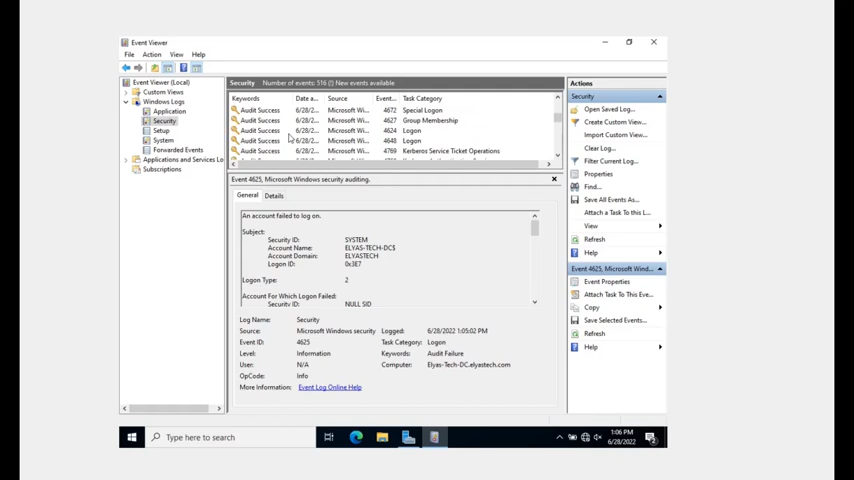 Event Viewer
File Action View Help
Event Viewer (Local)
Custom Views
Windows Logs
Application
Security
Setup
System
Forwarded Events
Applications and Services Lo
Subscriptions
Security Number of events: 516 (!) New events available
Keywords Date a... Source Event... Task Category
Audit Success 6/28/2... Microsoft Wi... 4672 Special Logon
Audit Success 6/28/2... Microsoft Wi... 4627 Group Membership
Audit Success 6/28/2... Microsoft Wi... 4624 Logon
Audit Success 6/28/2... Microsoft Wi... 4648 Logon
Audit Success 6/28/2... Microsoft Wi... 4769 Kerberos Service Ticket Operations
Event 4625, Microsoft Windows security auditing.
General Details
An account failed to log on.
Subject:
Security ID: SYSTEM
Account Name: ELYAS-TECH-DC$
Account Domain: ELYASTECH
Logon ID: 0x3E7
Logon Type: 2
Account For Which Logon Failed:
Security ID: NULL SID
Log Name: Security
Source: Microsoft Windows security Logged: 6/28/2022 1:05:02 PM
Event ID: 4625 Task Category: Logon
Level: Information Keywords: Audit Failure
User: N/A Computer: Elyas-Tech-DC.elyastech.com
OpCode: Info
More Information: Event Log Online Help
Actions
Security
Open Saved Log...
Create Custom View...
Import Custom View...
Clear Log...
Filter Current Log...
Properties
Find...
Save All Events As...
Attach a Task To this L...
View
Refresh
Help
Event 4625, Microsoft Wind...
Event Properties
Attach Task To This Eve...
Copy
Save Selected Events...
Refresh
Help
Type here to search
1:06 PM
6/28/2022
2